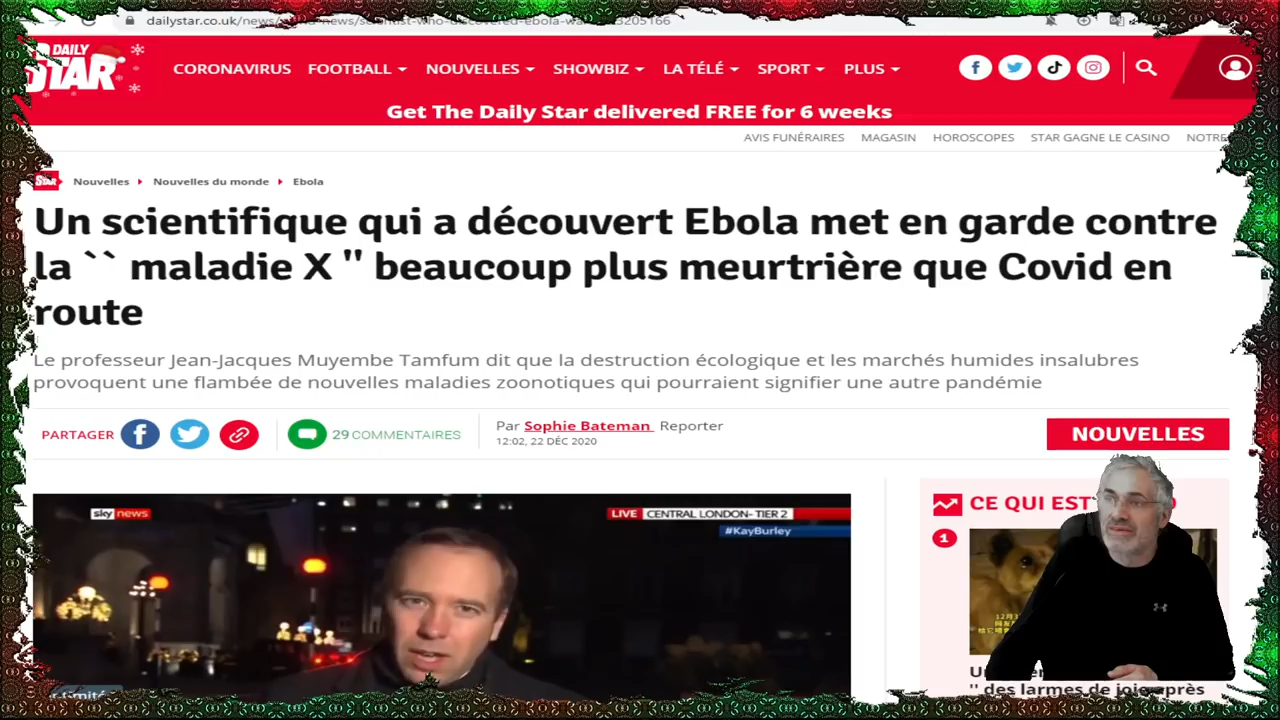 dailystar.co.uk/news/
DAILY
STAR
CORONAVIRUS FOOTBALL NOUVELLES SHOWBIZ LA TÉLÉ SPORT PLUS
Get The Daily Star delivered FREE for 6 weeks
AVIS FUNÉRAIRES MAGASIN HOROSCOPES STAR GAGNE LE CASINO NOTRE
STAR Nouvelles Nouvelles du monde Ebola
Un scientifique qui a découvert Ebola met en garde contre
la `` maladie X '' beaucoup plus meurtrière que Covid en
route
Le professeur Jean-Jacques Muyembe Tamfum dit que la destruction écologique et les marchés humides insalubres
provoquent une flambée de nouvelles maladies zoonotiques qui pourraient signifier une autre pandémie
PARTAGER 29 COMMENTAIRES
Par Sophie Bateman Reporter
12:02, 22 DÉC 2020
NOUVELLES
sky news
LIVE CENTRAL LONDON- TIER 2
#KayBurley
CE QUI EST
1
'' des larmes de joie après